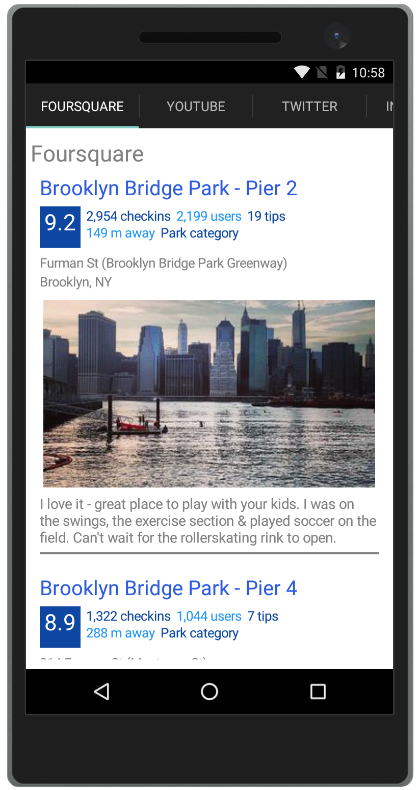 10:58
FOURSQUARE YOUTUBE TWITTER
Foursquare
Brooklyn Bridge Park - Pier 2
9.2
2,954 checkins 2,199 users 19 tips
149 m away Park category
Furman St (Brooklyn Bridge Park Greenway)
Brooklyn, NY
I love it - great place to play with your kids. I was on
the swings, the exercise section & played soccer on the
field. Can't wait for the rollerskating rink to open.
Brooklyn Bridge Park - Pier 4
8.9
1,322 checkins 1,044 users 7 tips
288 m away Park category